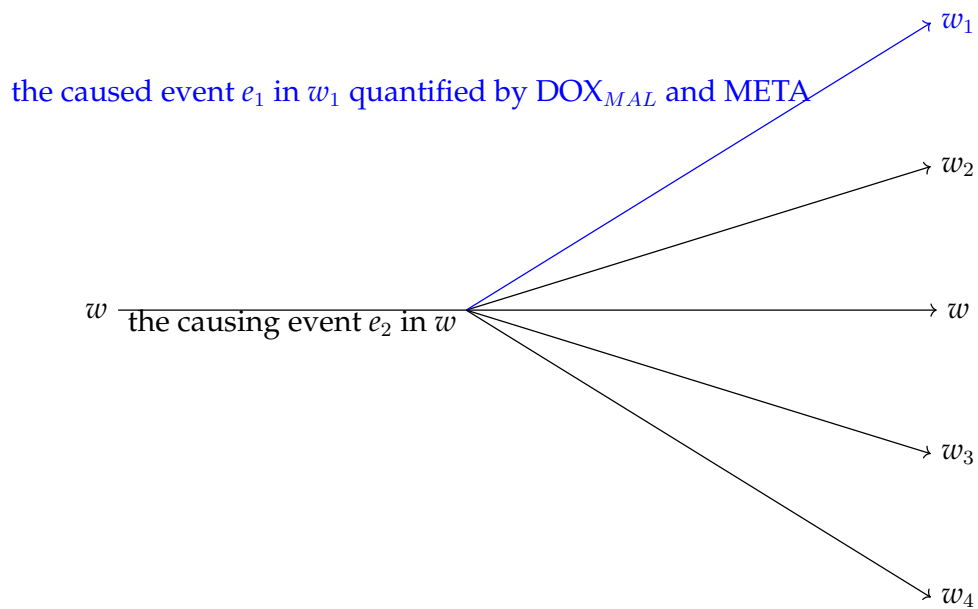 w₁
the caused event e₁ in w₁ quantified by DOX_MAL and META
w₂
w
w
the causing event e₂ in w
w₃
w₄